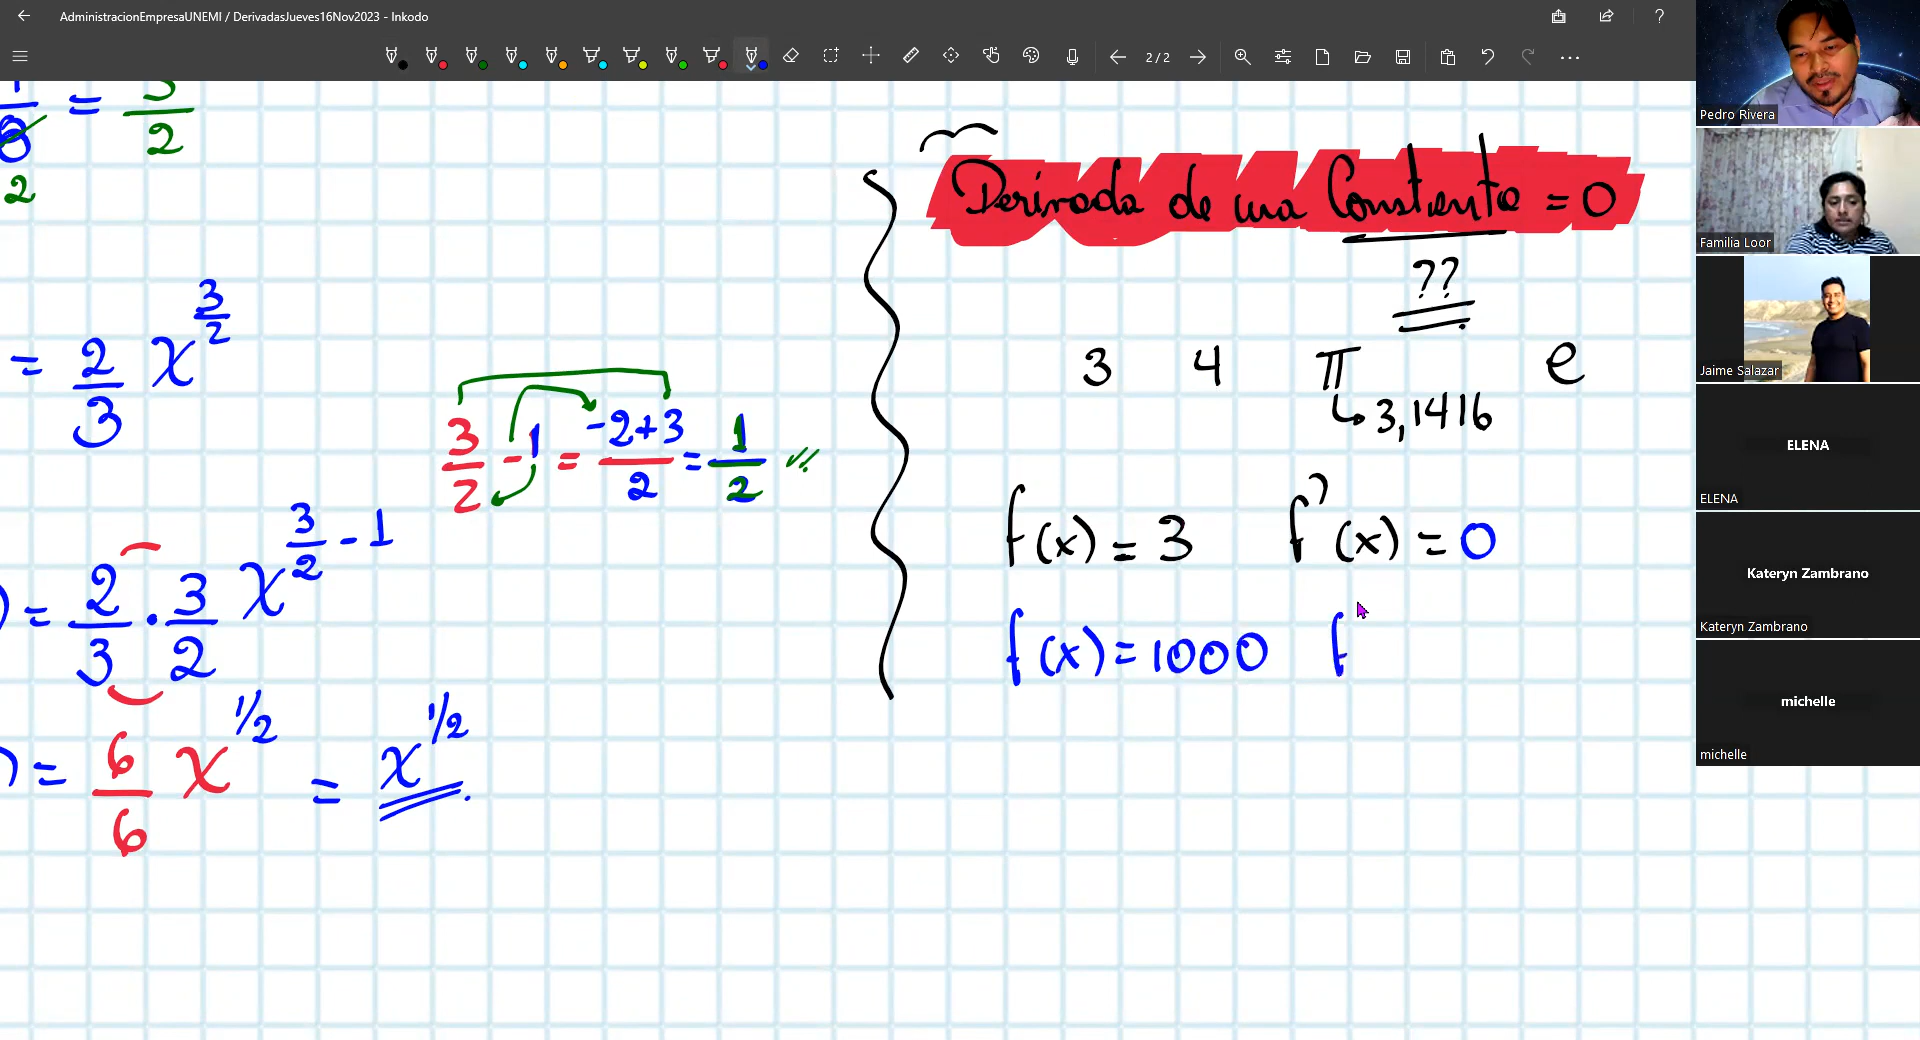 AdministracionEmpresaUNEMI / DerivadasJueves16Nov2023 - Inkodo
2/2
1/8 = 3/2
2
= 2/3 x^3/2
3/2 - 1 = -2+3/2 = 1/2
) = 2/3 · 3/2 x^3/2 - 1
) = 6/6 x^1/2 = x^1/2
Derivada de una Constante = 0
??
3 4 π e
↳ 3,1416
f(x) = 3 f'(x) = 0
f(x) = 1000 f
Pedro Rivera
Familia Loor
Jaime Salazar
ELENA
ELENA
Kateryn Zambrano
Kateryn Zambrano
michelle
michelle